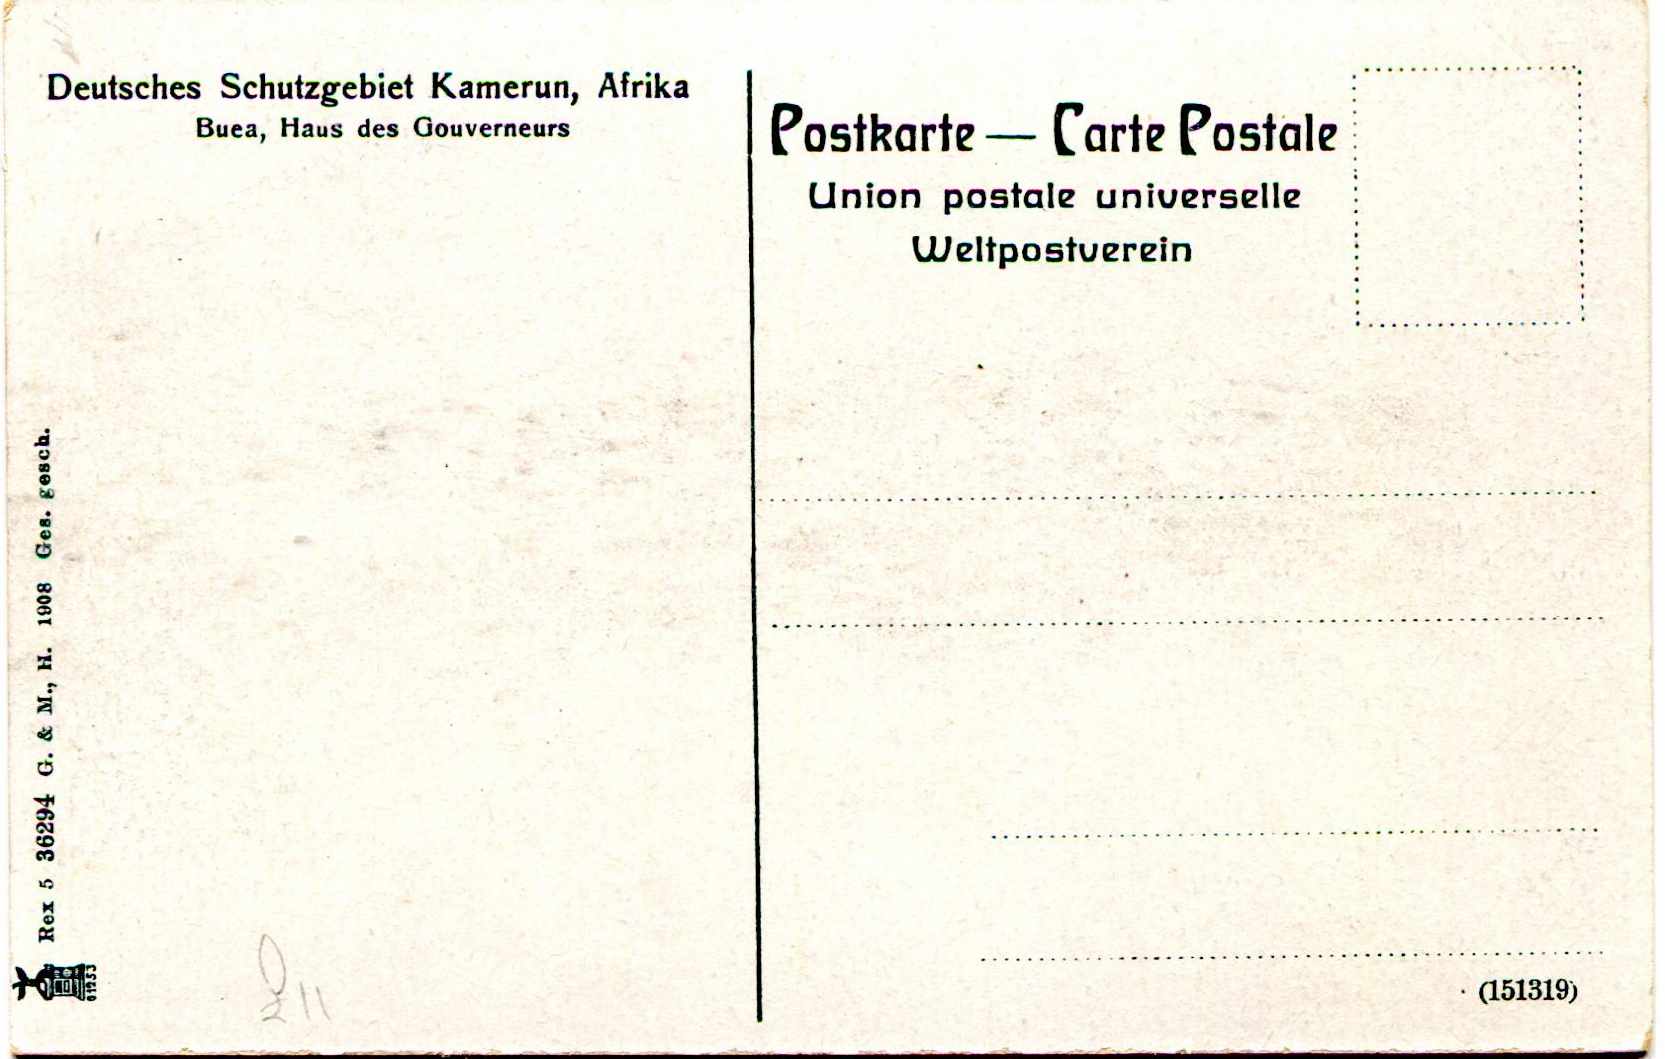 Deutsches Schutzgebiet Kamerun, Afrika
Buea, Haus des Gouverneurs
Postkarte — Carte Postale
Union postale universelle
Weltpostverein
Rex 5 36294 G. & M., H. 1908 Ges. gesch.
(151319)